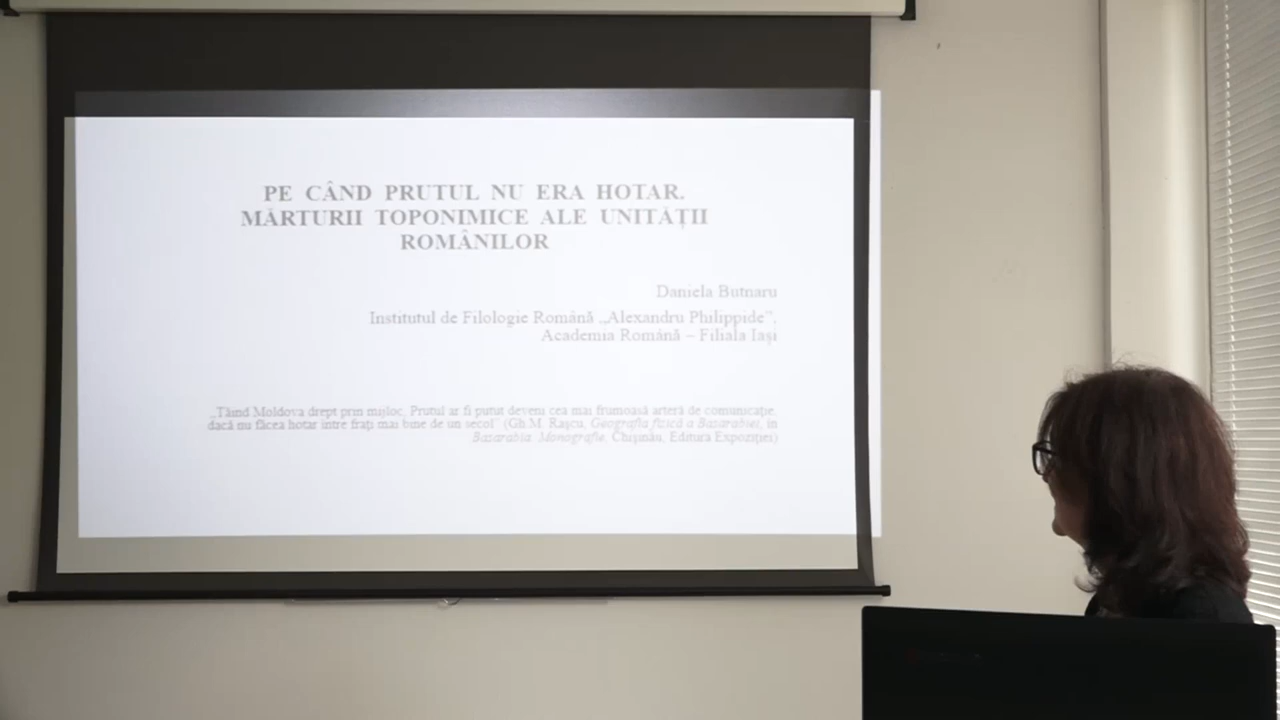 PE CÂND PRUTUL NU ERA HOTAR.
MĂRTURII TOPONIMICE ALE UNITĂȚII
ROMÂNILOR
Daniela Butnaru
Institutul de Filologie Română „Alexandru Philippide”,
Academia Română – Filiala Iași
„Tăind Moldova drept prin mijloc, Prutul ar fi putut deveni cea mai frumoasă arteră de comunicație,
dacă nu făcea hotar între frați mai bine de un secol” (Gh.M. Rașcu, Geografia fizică a Basarabiei, în
Basarabia. Monografie. Chișinău, Editura Expoziției)